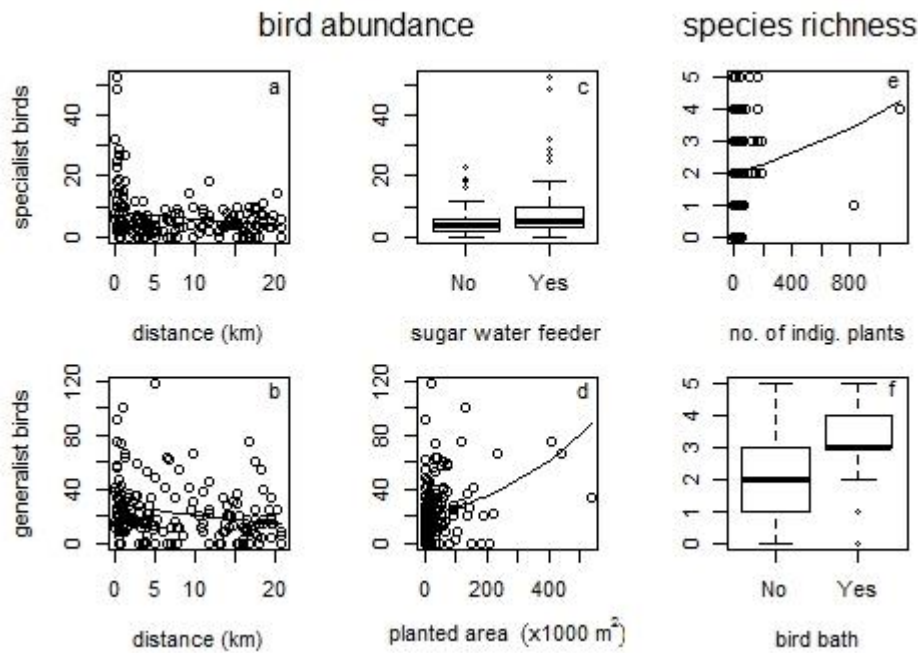 bird abundance
species richness
specialist birds
a
0 20 40
0 5 10 15 20
distance (km)
c
0 20 40
No Yes
sugar water feeder
e
0 1 2 3 4 5
0 400 800
no. of indig. plants
generalist birds
b
0 40 80 120
0 5 10 15 20
distance (km)
d
0 40 80 120
0 200 400
planted area (x1000 m²)
f
0 1 2 3 4 5
No Yes
bird bath